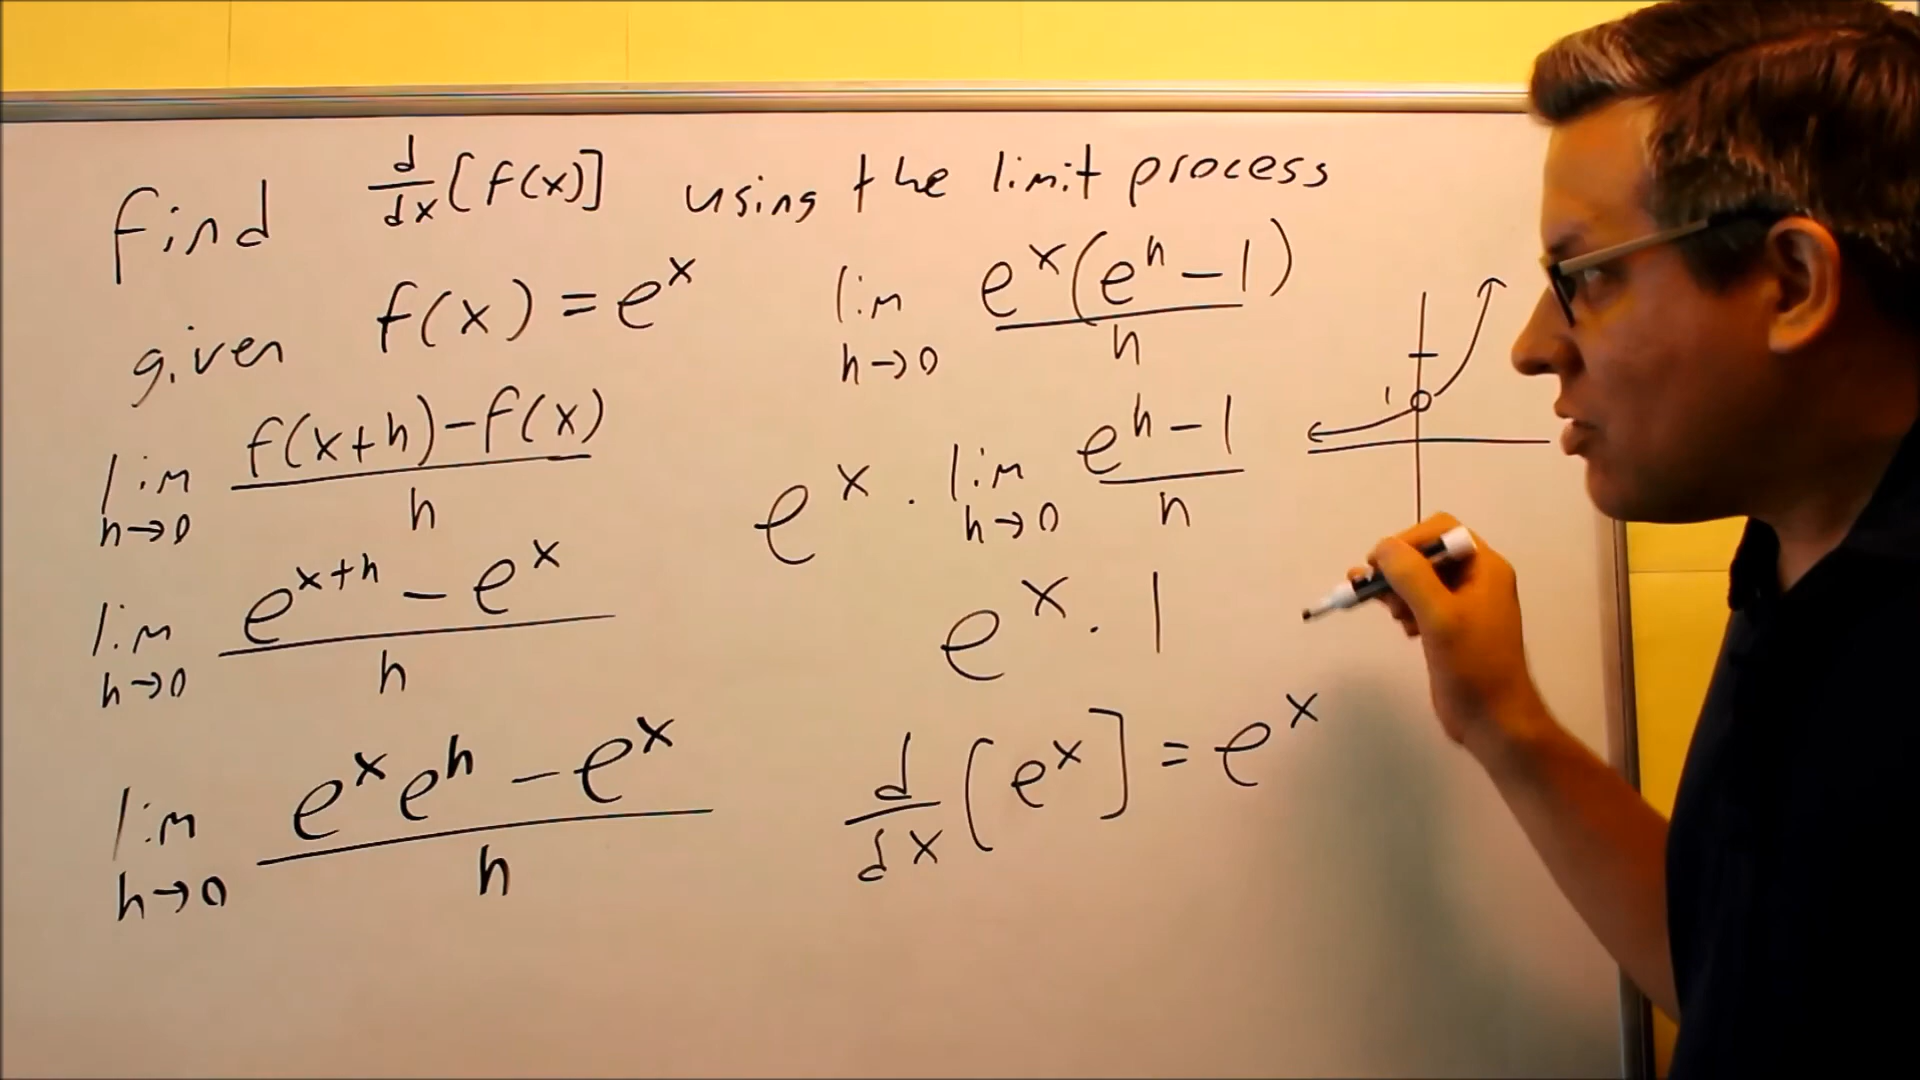 Find d/dx [f(x)] using the limit process
given f(x) = e^x
lim h→0 (f(x+h) - f(x))/h
lim h→0 (e^(x+h) - e^x)/h
lim h→0 (e^x e^h - e^x)/h
lim h→0 e^x(e^h - 1)/h
e^x · lim h→0 (e^h - 1)/h
e^x · 1
d/dx [e^x] = e^x
1